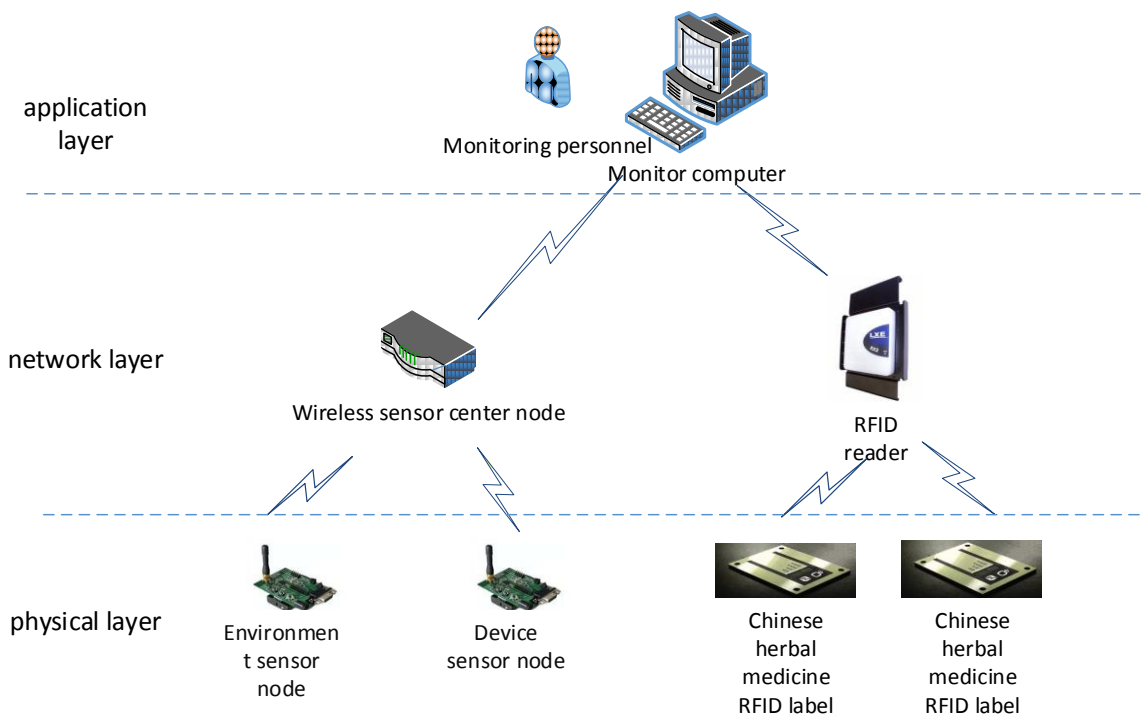 application
layer
Monitoring personnel
Monitor computer
network layer
Wireless sensor center node
LXE
RFID
reader
physical layer
Environmen
t sensor
node
Device
sensor node
Chinese
herbal
medicine
RFID label
Chinese
herbal
medicine
RFID label